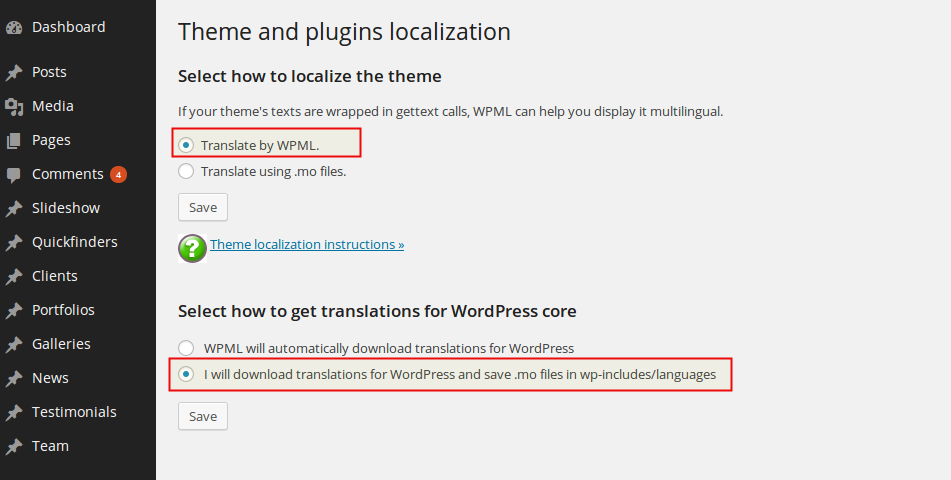 Dashboard
Posts
Media
Pages
Comments 4
Slideshow
Quickfinders
Clients
Portfolios
Galleries
News
Testimonials
Team
Theme and plugins localization
Select how to localize the theme
If your theme's texts are wrapped in gettext calls, WPML can help you display it multilingual.
Translate by WPML.
Translate using .mo files.
Save
Theme localization instructions »
Select how to get translations for WordPress core
WPML will automatically download translations for WordPress
I will download translations for WordPress and save .mo files in wp-includes/languages
Save